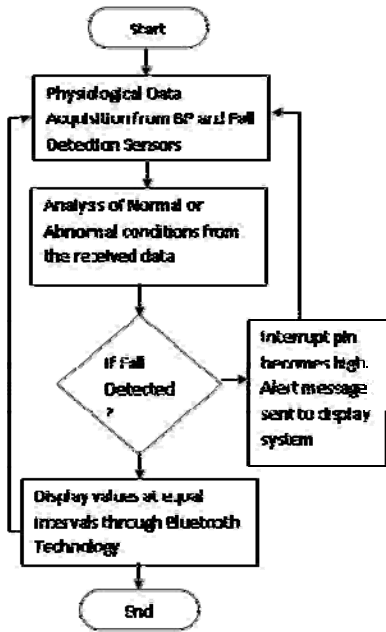 Start
Physiological Data
Acquisition from BP and Fall
Detection Sensors
Analysis of Normal or
Abnormal conditions from
the received data
If Fall
Detected
?
Interrupt pin
becomes high.
Alert message
sent to display
system
Display values at equal
intervals through Bluetooth
Technology
End